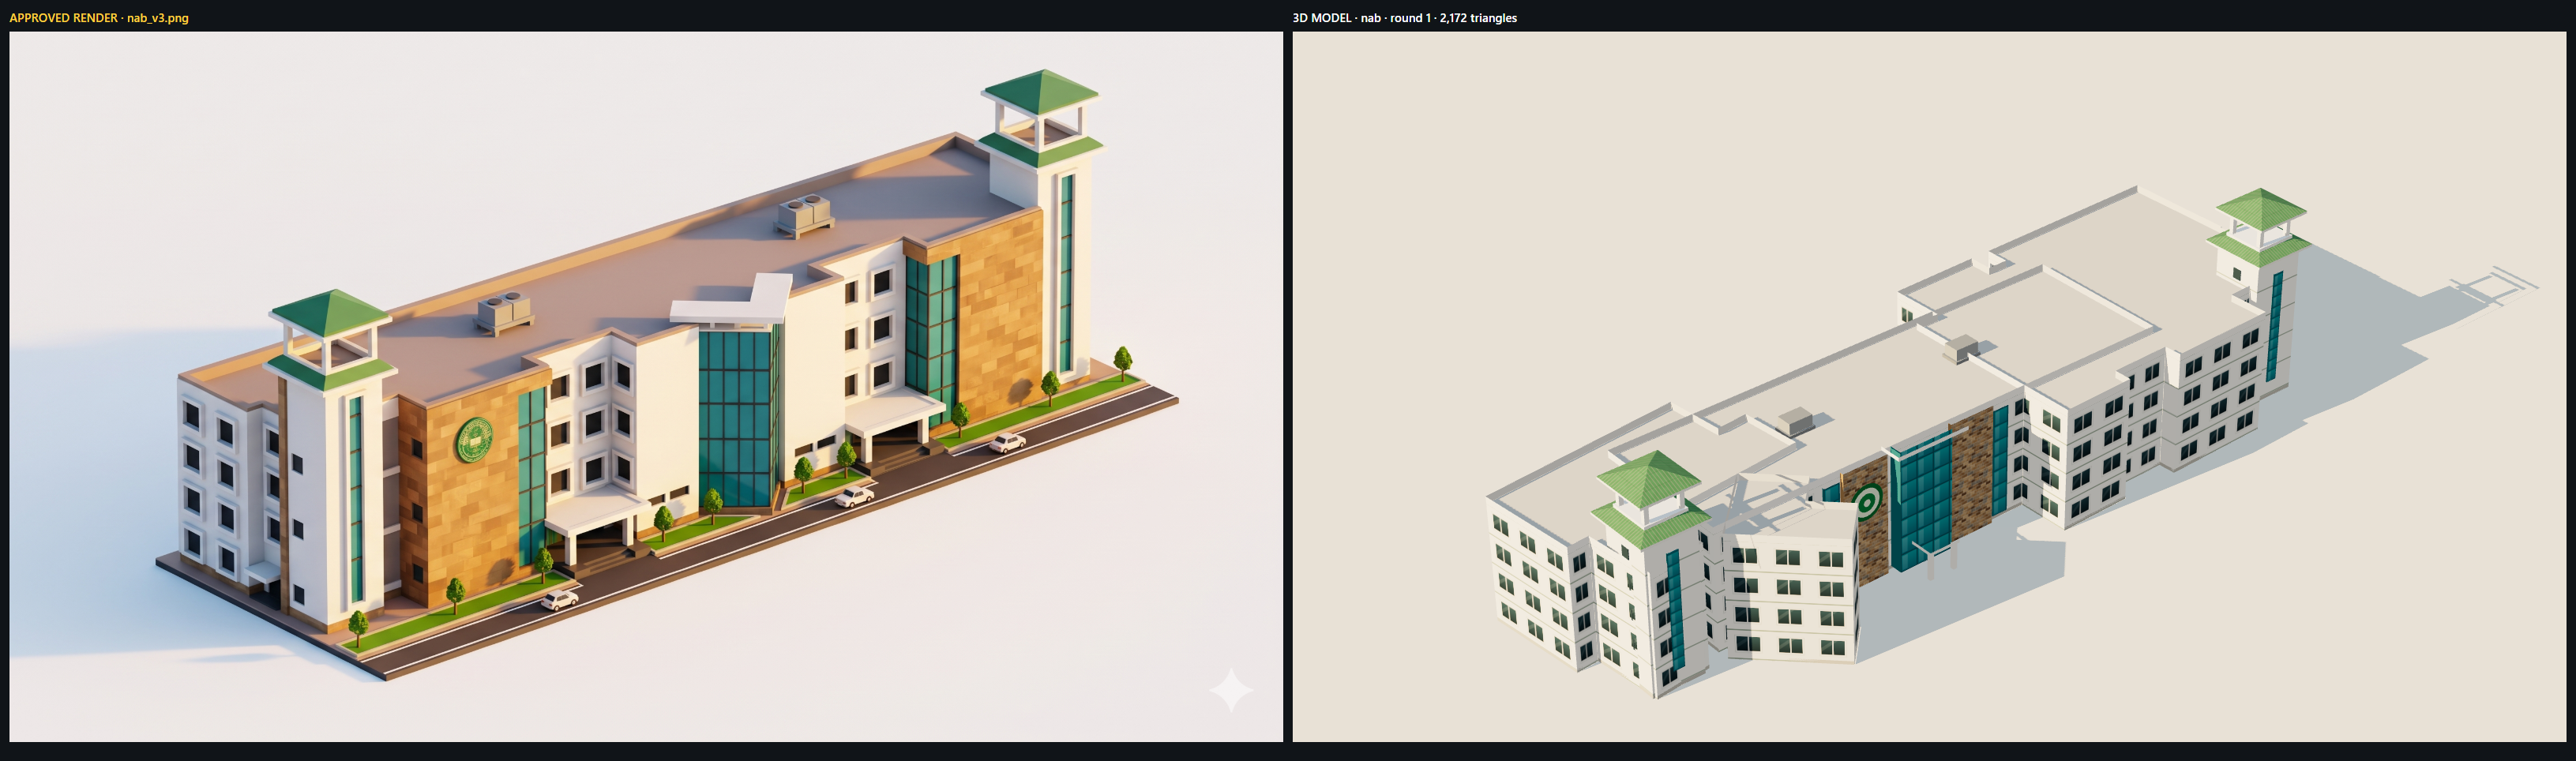 APPROVED RENDER · nab_v3.png
3D MODEL · nab · round 1 · 2,172 triangles